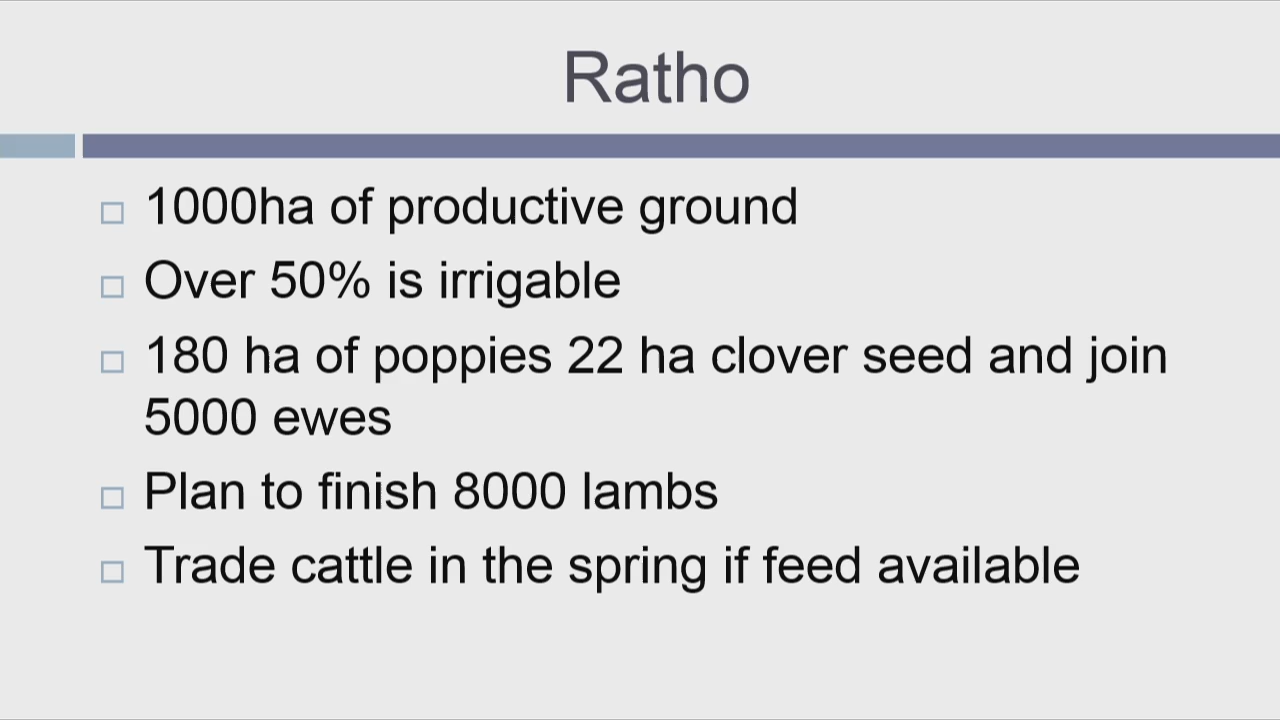 Ratho
1000ha of productive ground
Over 50% is irrigable
180 ha of poppies 22 ha clover seed and join
5000 ewes
Plan to finish 8000 lambs
Trade cattle in the spring if feed available